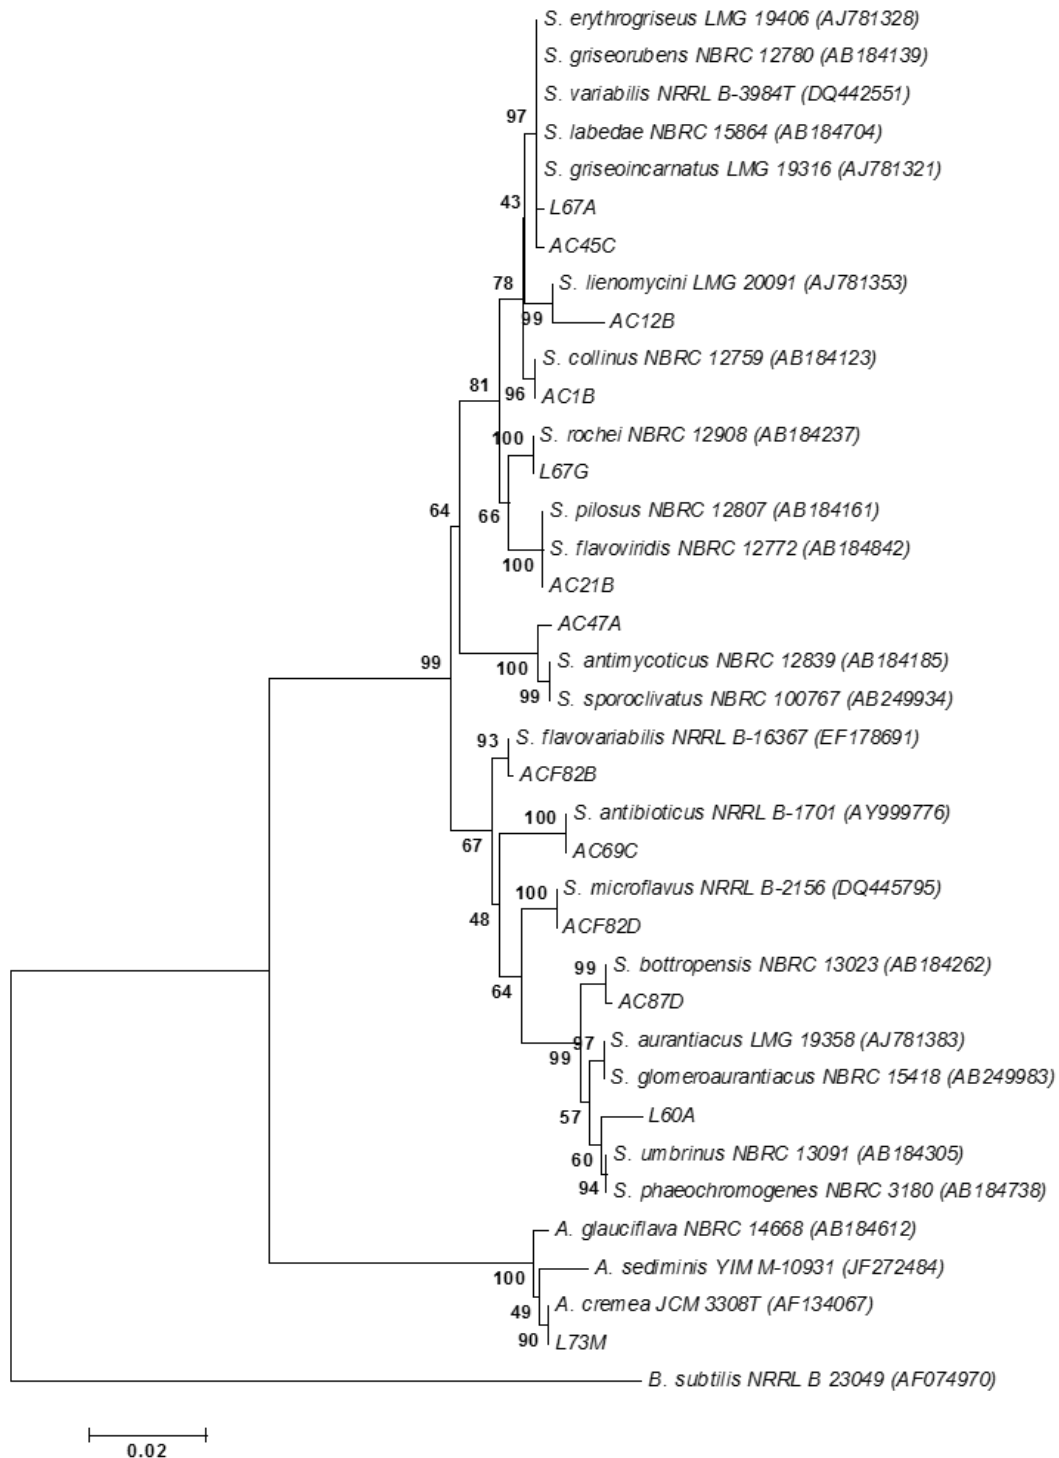 S. erythrogriseus LMG 19406 (AJ781328)
S. griseorubens NBRC 12780 (AB184139)
S. variabilis NRRL B-3984T (DQ442551)
97
S. labedae NBRC 15864 (AB184704)
S. griseoincarnatus LMG 19316 (AJ781321)
43
L67A
AC45C
78
S. lienomycini LMG 20091 (AJ781353)
99
AC12B
S. collinus NBRC 12759 (AB184123)
81
96
AC1B
100
S. rochei NBRC 12908 (AB184237)
L67G
64
66
S. pilosus NBRC 12807 (AB184161)
S. flavoviridis NBRC 12772 (AB184842)
100
AC21B
AC47A
99
100
S. antimycoticus NBRC 12839 (AB184185)
99
S. sporoclivatus NBRC 100767 (AB249934)
93
S. flavovariabilis NRRL B-16367 (EF178691)
ACF82B
100
S. antibioticus NRRL B-1701 (AY999776)
67
AC69C
100
S. microflavus NRRL B-2156 (DQ445795)
48
ACF82D
99
S. bottropensis NBRC 13023 (AB184262)
64
AC87D
97
S. aurantiacus LMG 19358 (AJ781383)
99
S. glomeroaurantiacus NBRC 15418 (AB249983)
57
L60A
60
S. umbrinus NBRC 13091 (AB184305)
94
S. phaeochromogenes NBRC 3180 (AB184738)
A. glauciflava NBRC 14668 (AB184612)
100
A. sediminis YIM M-10931 (JF272484)
49
A. cremea JCM 3308T (AF134067)
90
L73M
B. subtilis NRRL B 23049 (AF074970)
0.02